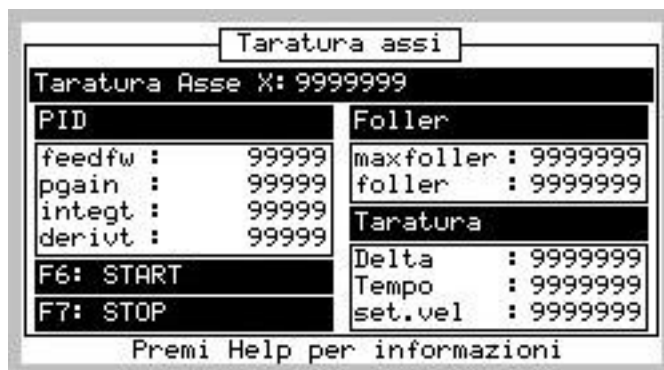 Taratura assi
Taratura Asse X: 9999999
PID
feedfw : 99999
pgain : 99999
integt : 99999
derivt : 99999
F6: START
F7: STOP
Foller
maxfoller : 9999999
foller : 9999999
Taratura
Delta : 9999999
Tempo : 9999999
set.vel : 9999999
Premi Help per informazioni